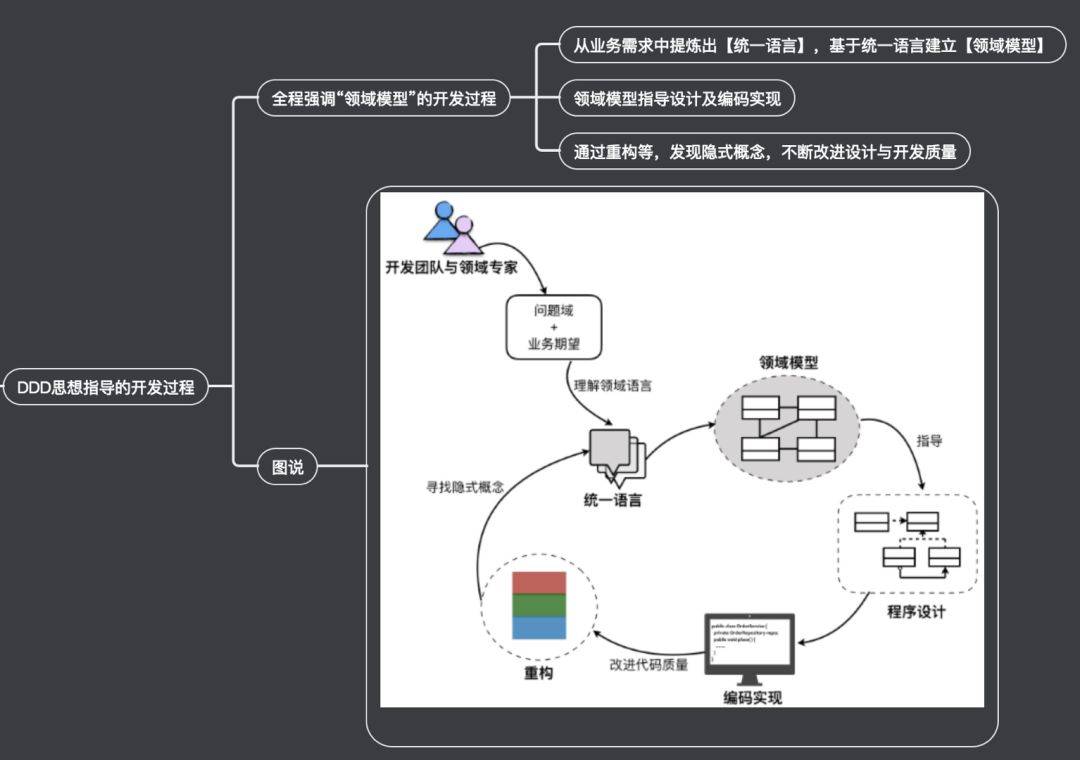 从业务需求中提炼出【统一语言】，基于统一语言建立【领域模型】
全程强调“领域模型”的开发过程
领域模型指导设计及编码实现
通过重构等，发现隐式概念，不断改进设计与开发质量
DDD思想指导的开发过程
图说
开发团队与领域专家
问题域
+
业务期望
理解领域语言
领域模型
指导
寻找隐式概念
统一语言
程序设计
public class OrderService {
private OrderRepository repo;
public void place() {
......
}
}
改进代码质量
重构
编码实现